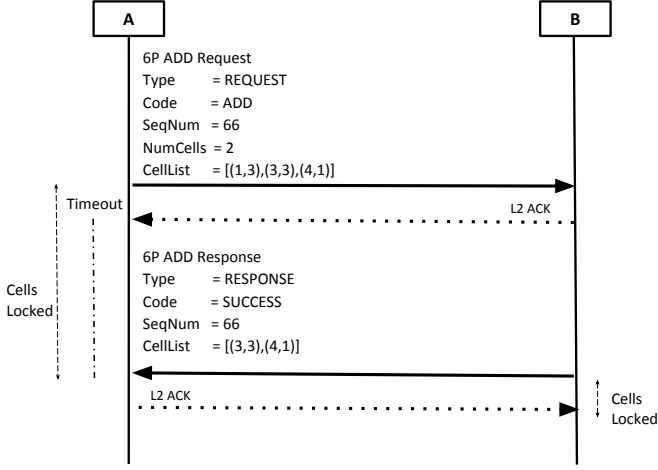 A
B
6P ADD Request
Type = REQUEST
Code = ADD
SeqNum = 66
NumCells = 2
CellList = [(1,3),(3,3),(4,1)]
Timeout
L2 ACK
6P ADD Response
Type = RESPONSE
Code = SUCCESS
SeqNum = 66
CellList = [(3,3),(4,1)]
Cells
Locked
L2 ACK
Cells
Locked